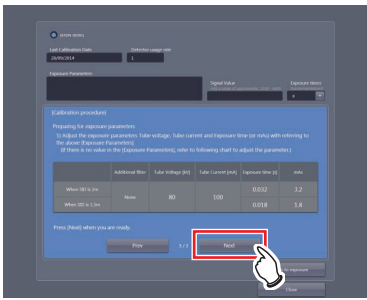 Last Calibration Date
Detector usage rate
28/05/2014
1
Exposure Parameters
Signal Value
Exposure times
0
[Calibration procedure]
Preparing for exposure parameters
1) Adjust the exposure parameters Tube voltage, Tube current and Exposure time (or mAs) with referring to
the above [Exposure Parameters]
(If there is no value in the [Exposure Parameters], refer to following chart to adjust the parameter.)
Additional filter
Tube Voltage [kV]
Tube Current [mA]
Exposure time [s]
mAs
When SID is 2m
None
80
100
0.032
3.2
When SID is 1.5m
0.018
1.8
Press [Next] when you are ready.
Prev
Next
exposure
Close